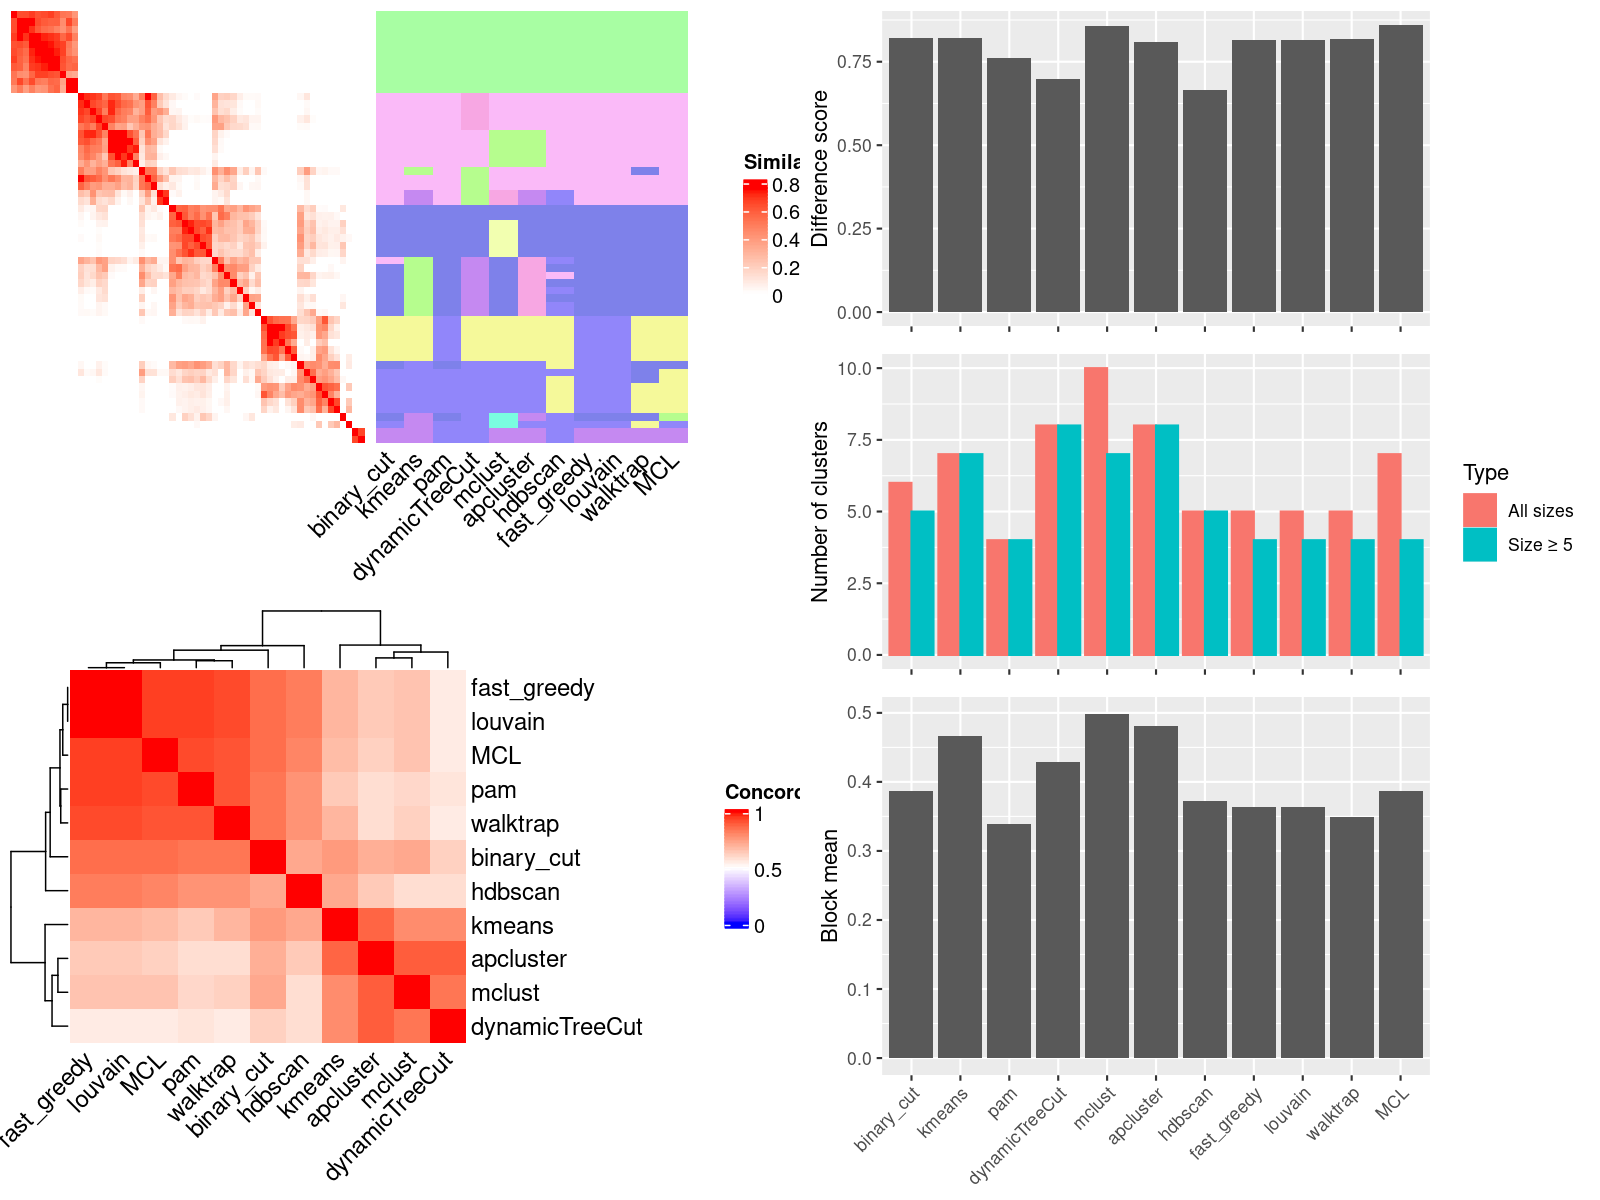 Simila
0.8
0.6
0.4
0.2
0
binary_cut
kmeans
pam
dynamicTreeCut
mclust
apcluster
hdbscan
fast_greedy
louvain
walktrap
MCL
fast_greedy
louvain
MCL
pam
walktrap
binary_cut
hdbscan
kmeans
apcluster
mclust
dynamicTreeCut
Concord
1
0.5
0
fast_greedy
louvain
MCL
pam
walktrap
binary_cut
hdbscan
kmeans
apcluster
mclust
dynamicTreeCut
Difference score
0.75
0.50
0.25
0.00
Number of clusters
10.0
7.5
5.0
2.5
0.0
Type
All sizes
Size ≥ 5
Block mean
0.5
0.4
0.3
0.2
0.1
0.0
binary_cut
kmeans
pam
dynamicTreeCut
mclust
apcluster
hdbscan
fast_greedy
louvain
walktrap
MCL